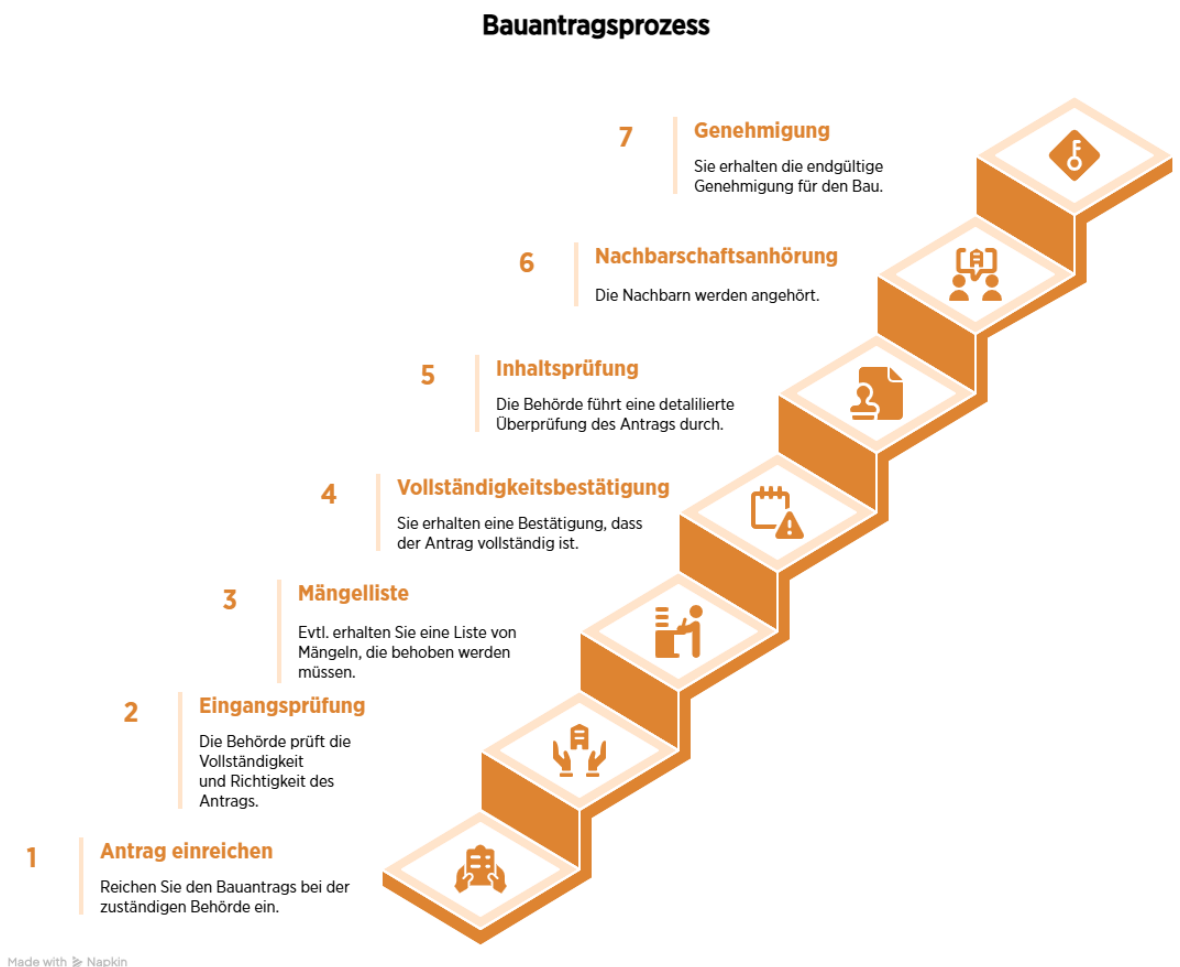 Bauantragsprozess
7
Genehmigung
Sie erhalten die endgültige
Genehmigung für den Bau.
6
Nachbarschaftsanhörung
Die Nachbarn werden angehört.
5
Inhaltsprüfung
Die Behörde führt eine detalilierte
Überprüfung des Antrags durch.
4
Vollständigkeitsbestätigung
Sie erhalten eine Bestätigung, dass
der Antrag vollständig ist.
3
Mängelliste
Evtl. erhalten Sie eine Liste von
Mängeln, die behoben werden
müssen.
2
Eingangsprüfung
Die Behörde prüft die
Vollständigkeit
und Richtigkeit des
Antrags.
1
Antrag einreichen
Reichen Sie den Bauantrags bei der
zuständigen Behörde ein.
Made with Napkin